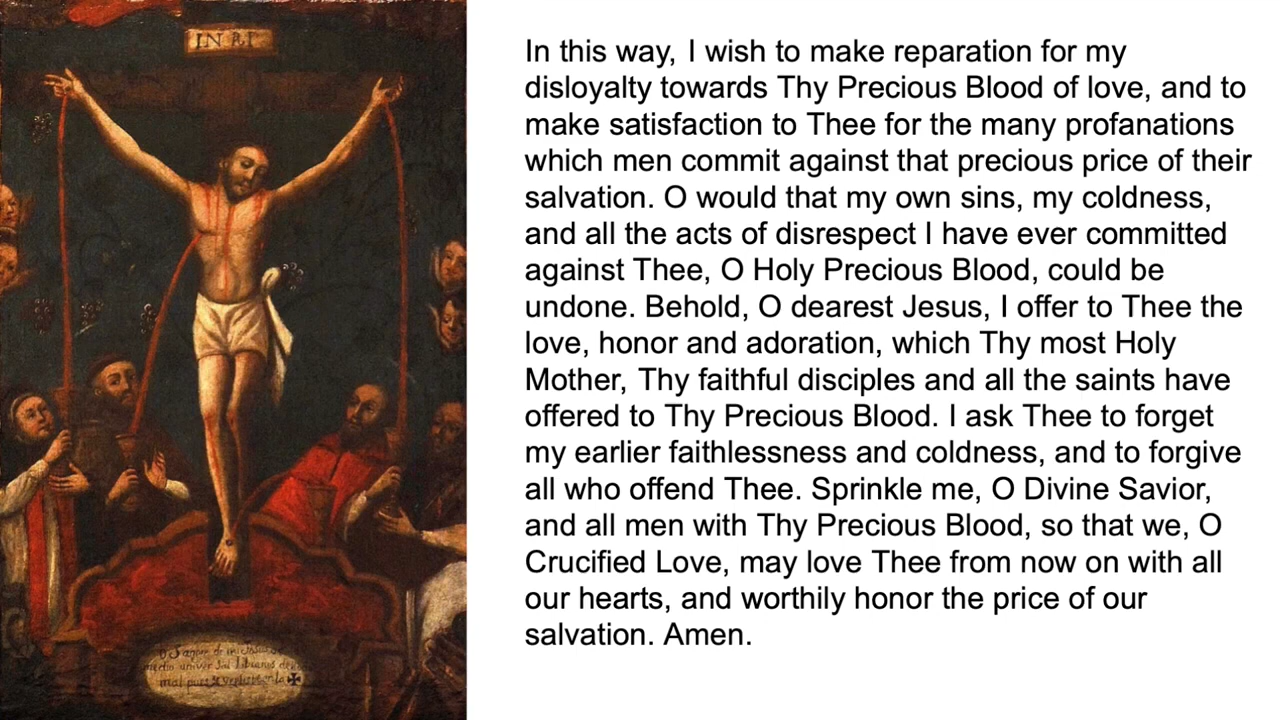 INRI
In this way, I wish to make reparation for my
disloyalty towards Thy Precious Blood of love, and to
make satisfaction to Thee for the many profanations
which men commit against that precious price of their
salvation. O would that my own sins, my coldness,
and all the acts of disrespect I have ever committed
against Thee, O Holy Precious Blood, could be
undone. Behold, O dearest Jesus, I offer to Thee the
love, honor and adoration, which Thy most Holy
Mother, Thy faithful disciples and all the saints have
offered to Thy Precious Blood. I ask Thee to forget
my earlier faithlessness and coldness, and to forgive
all who offend Thee. Sprinkle me, O Divine Savior,
and all men with Thy Precious Blood, so that we, O
Crucified Love, may love Thee from now on with all
our hearts, and worthily honor the price of our
salvation. Amen.
Sangre de mi
medio univer sal
mal